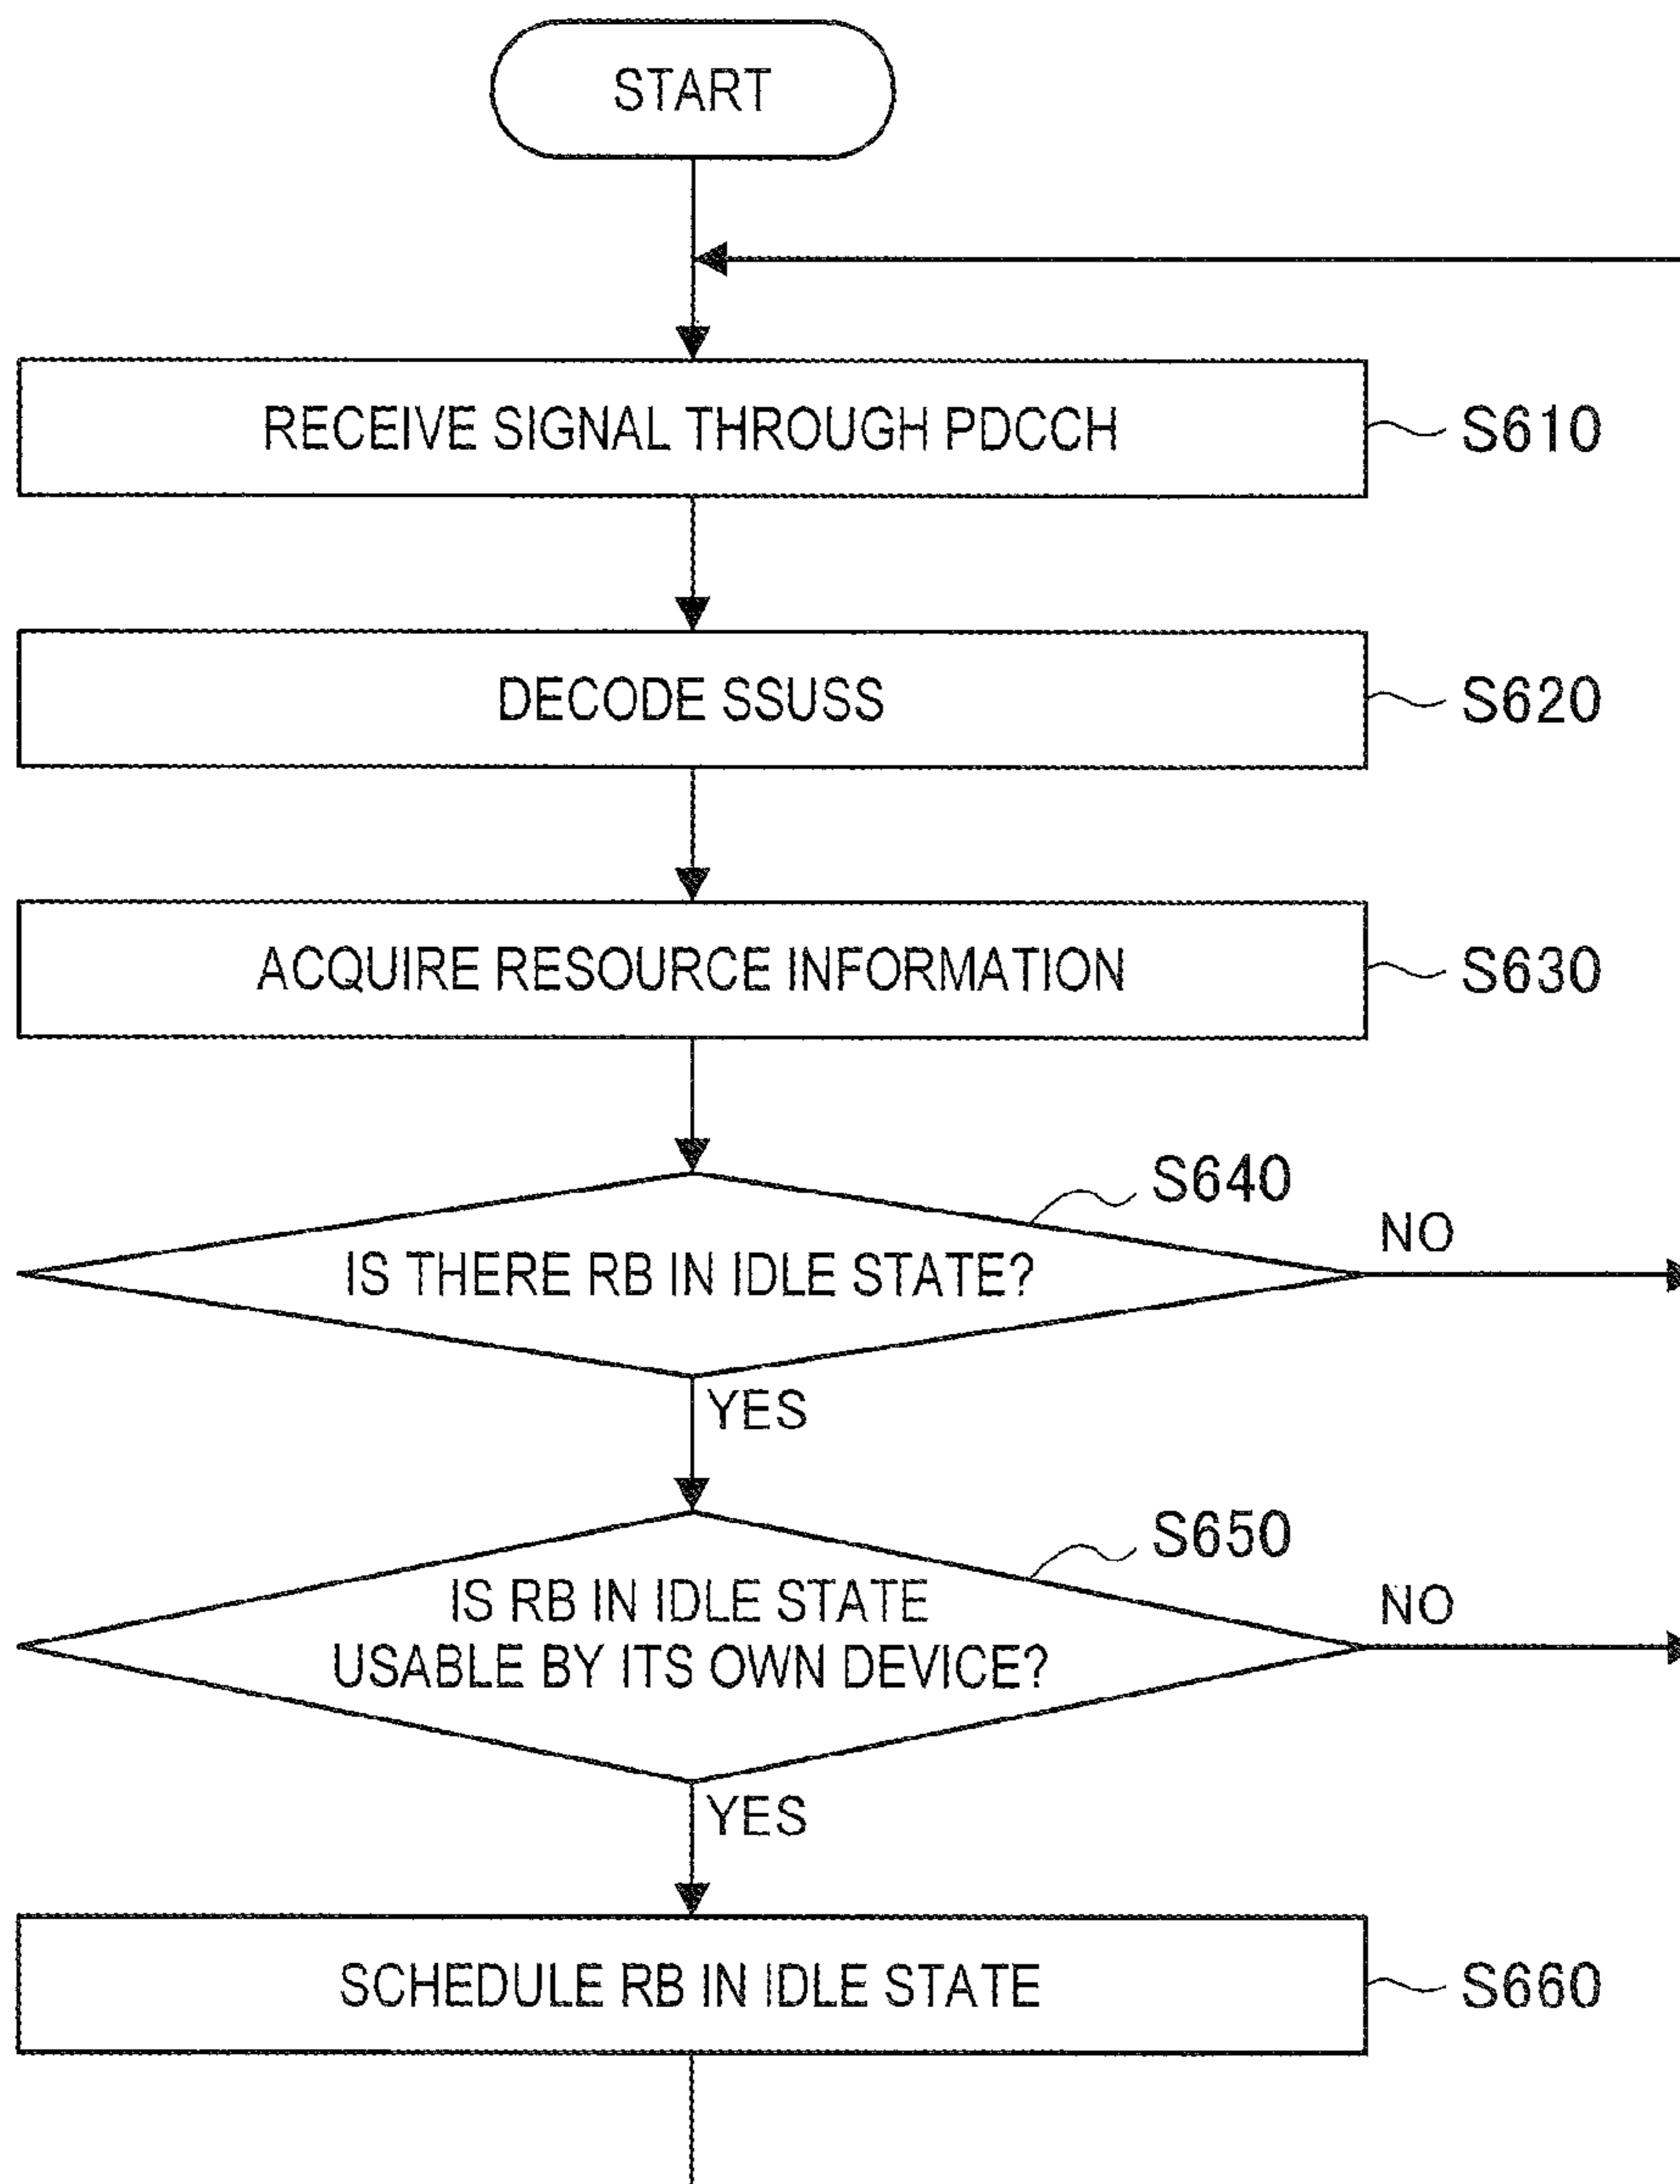 START
RECEIVE SIGNAL THROUGH PDCCH
S610
DECODE SSUSS
S620
ACQUIRE RESOURCE INFORMATION
S630
S640
NO
IS THERE RB IN IDLE STATE?
YES
S650
NO
IS RB IN IDLE STATE
USABLE BY ITS OWN DEVICE?
YES
SCHEDULE RB IN IDLE STATE
S660